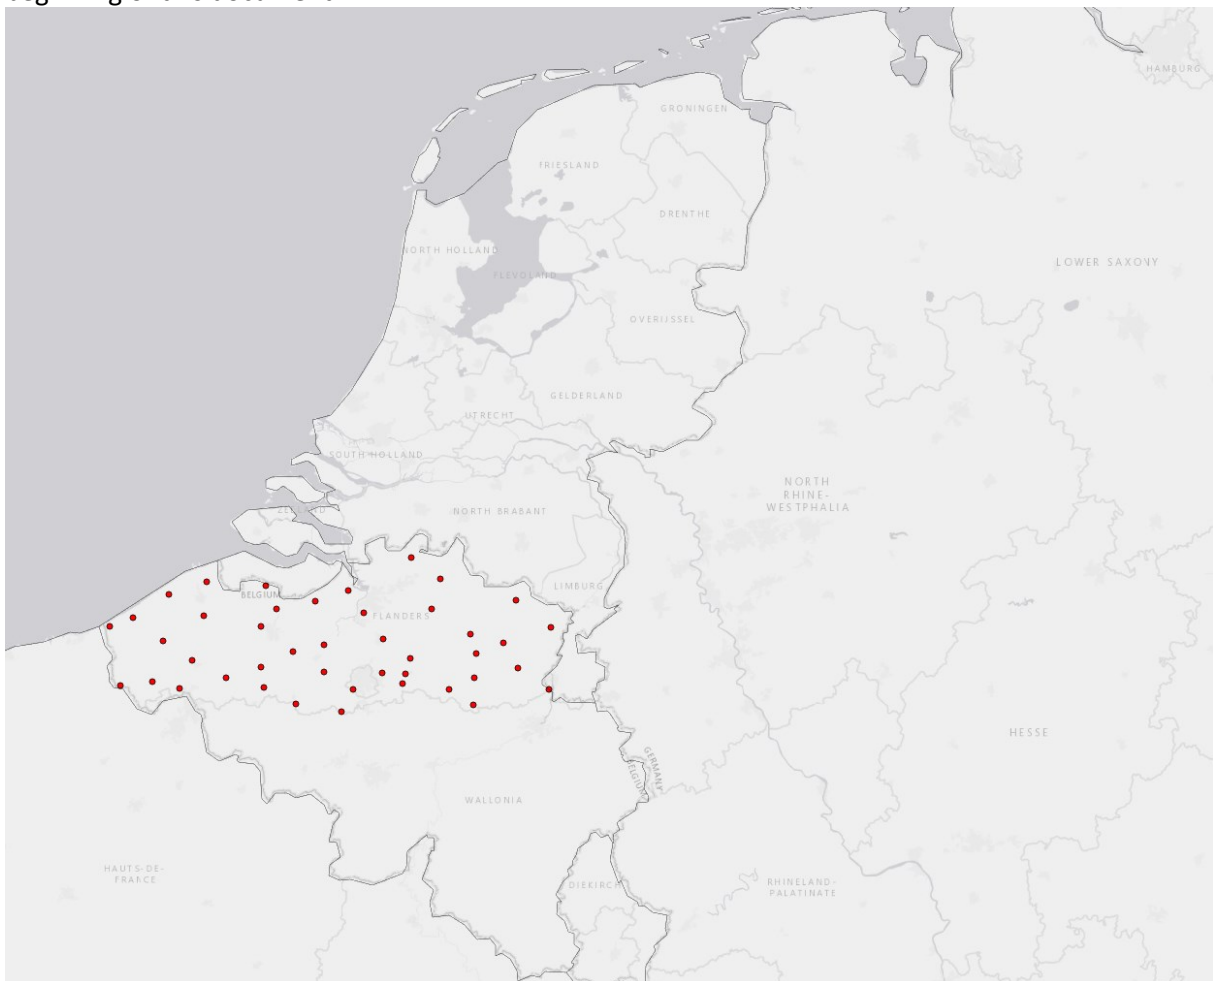 HAMBURG
GRONINGEN
FRIESLAND
DRENTHE
NORTH HOLLAND
LOWER SAXONY
FLEVOLAND
OVERIJSSEL
GELDERLAND
UTRECHT
SOUTH HOLLAND
NORTH
RHINE-
WESTPHALIA
ZEELAND
NORTH BRABANT
LIMBURG
BELGIUM
FLANDERS
HESSE
GERMANY
BELGIUM
WALLONIA
HAUTS-DE-
FRANCE
DIEKIRCH
RHINELAND-
PALATINATE